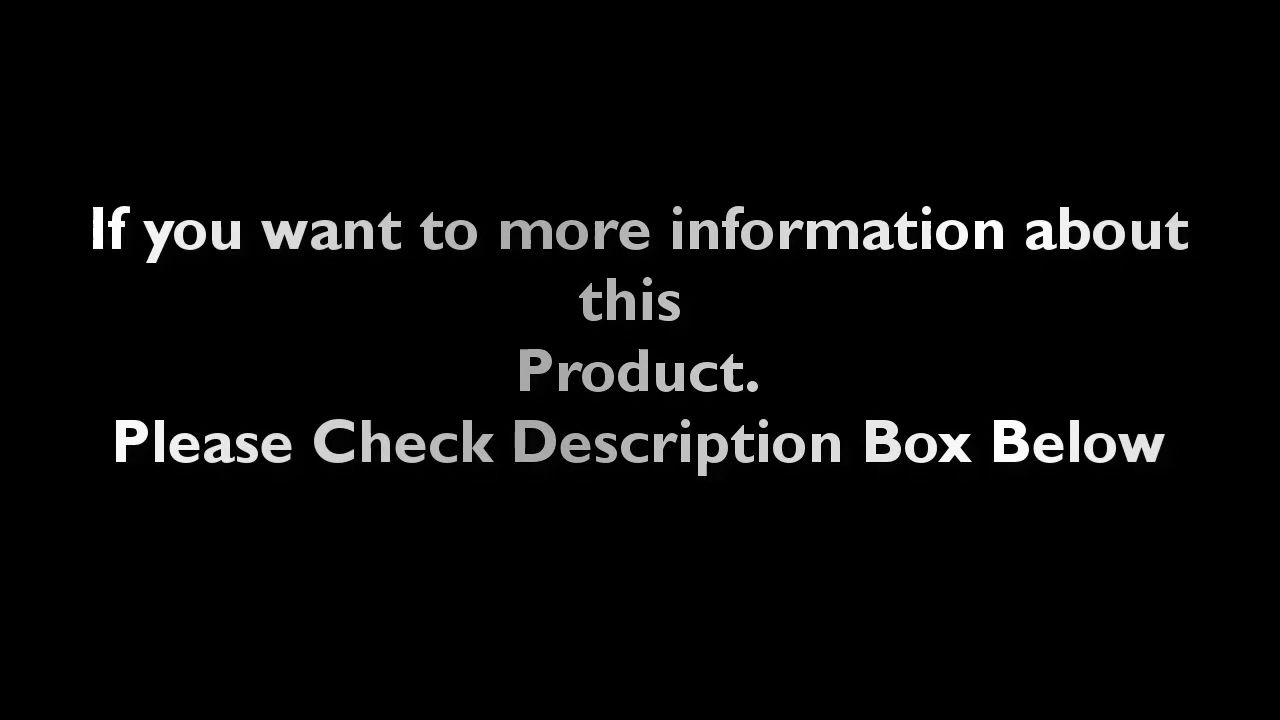 If you want to more information about
this
Product.
Please Check Description Box Below